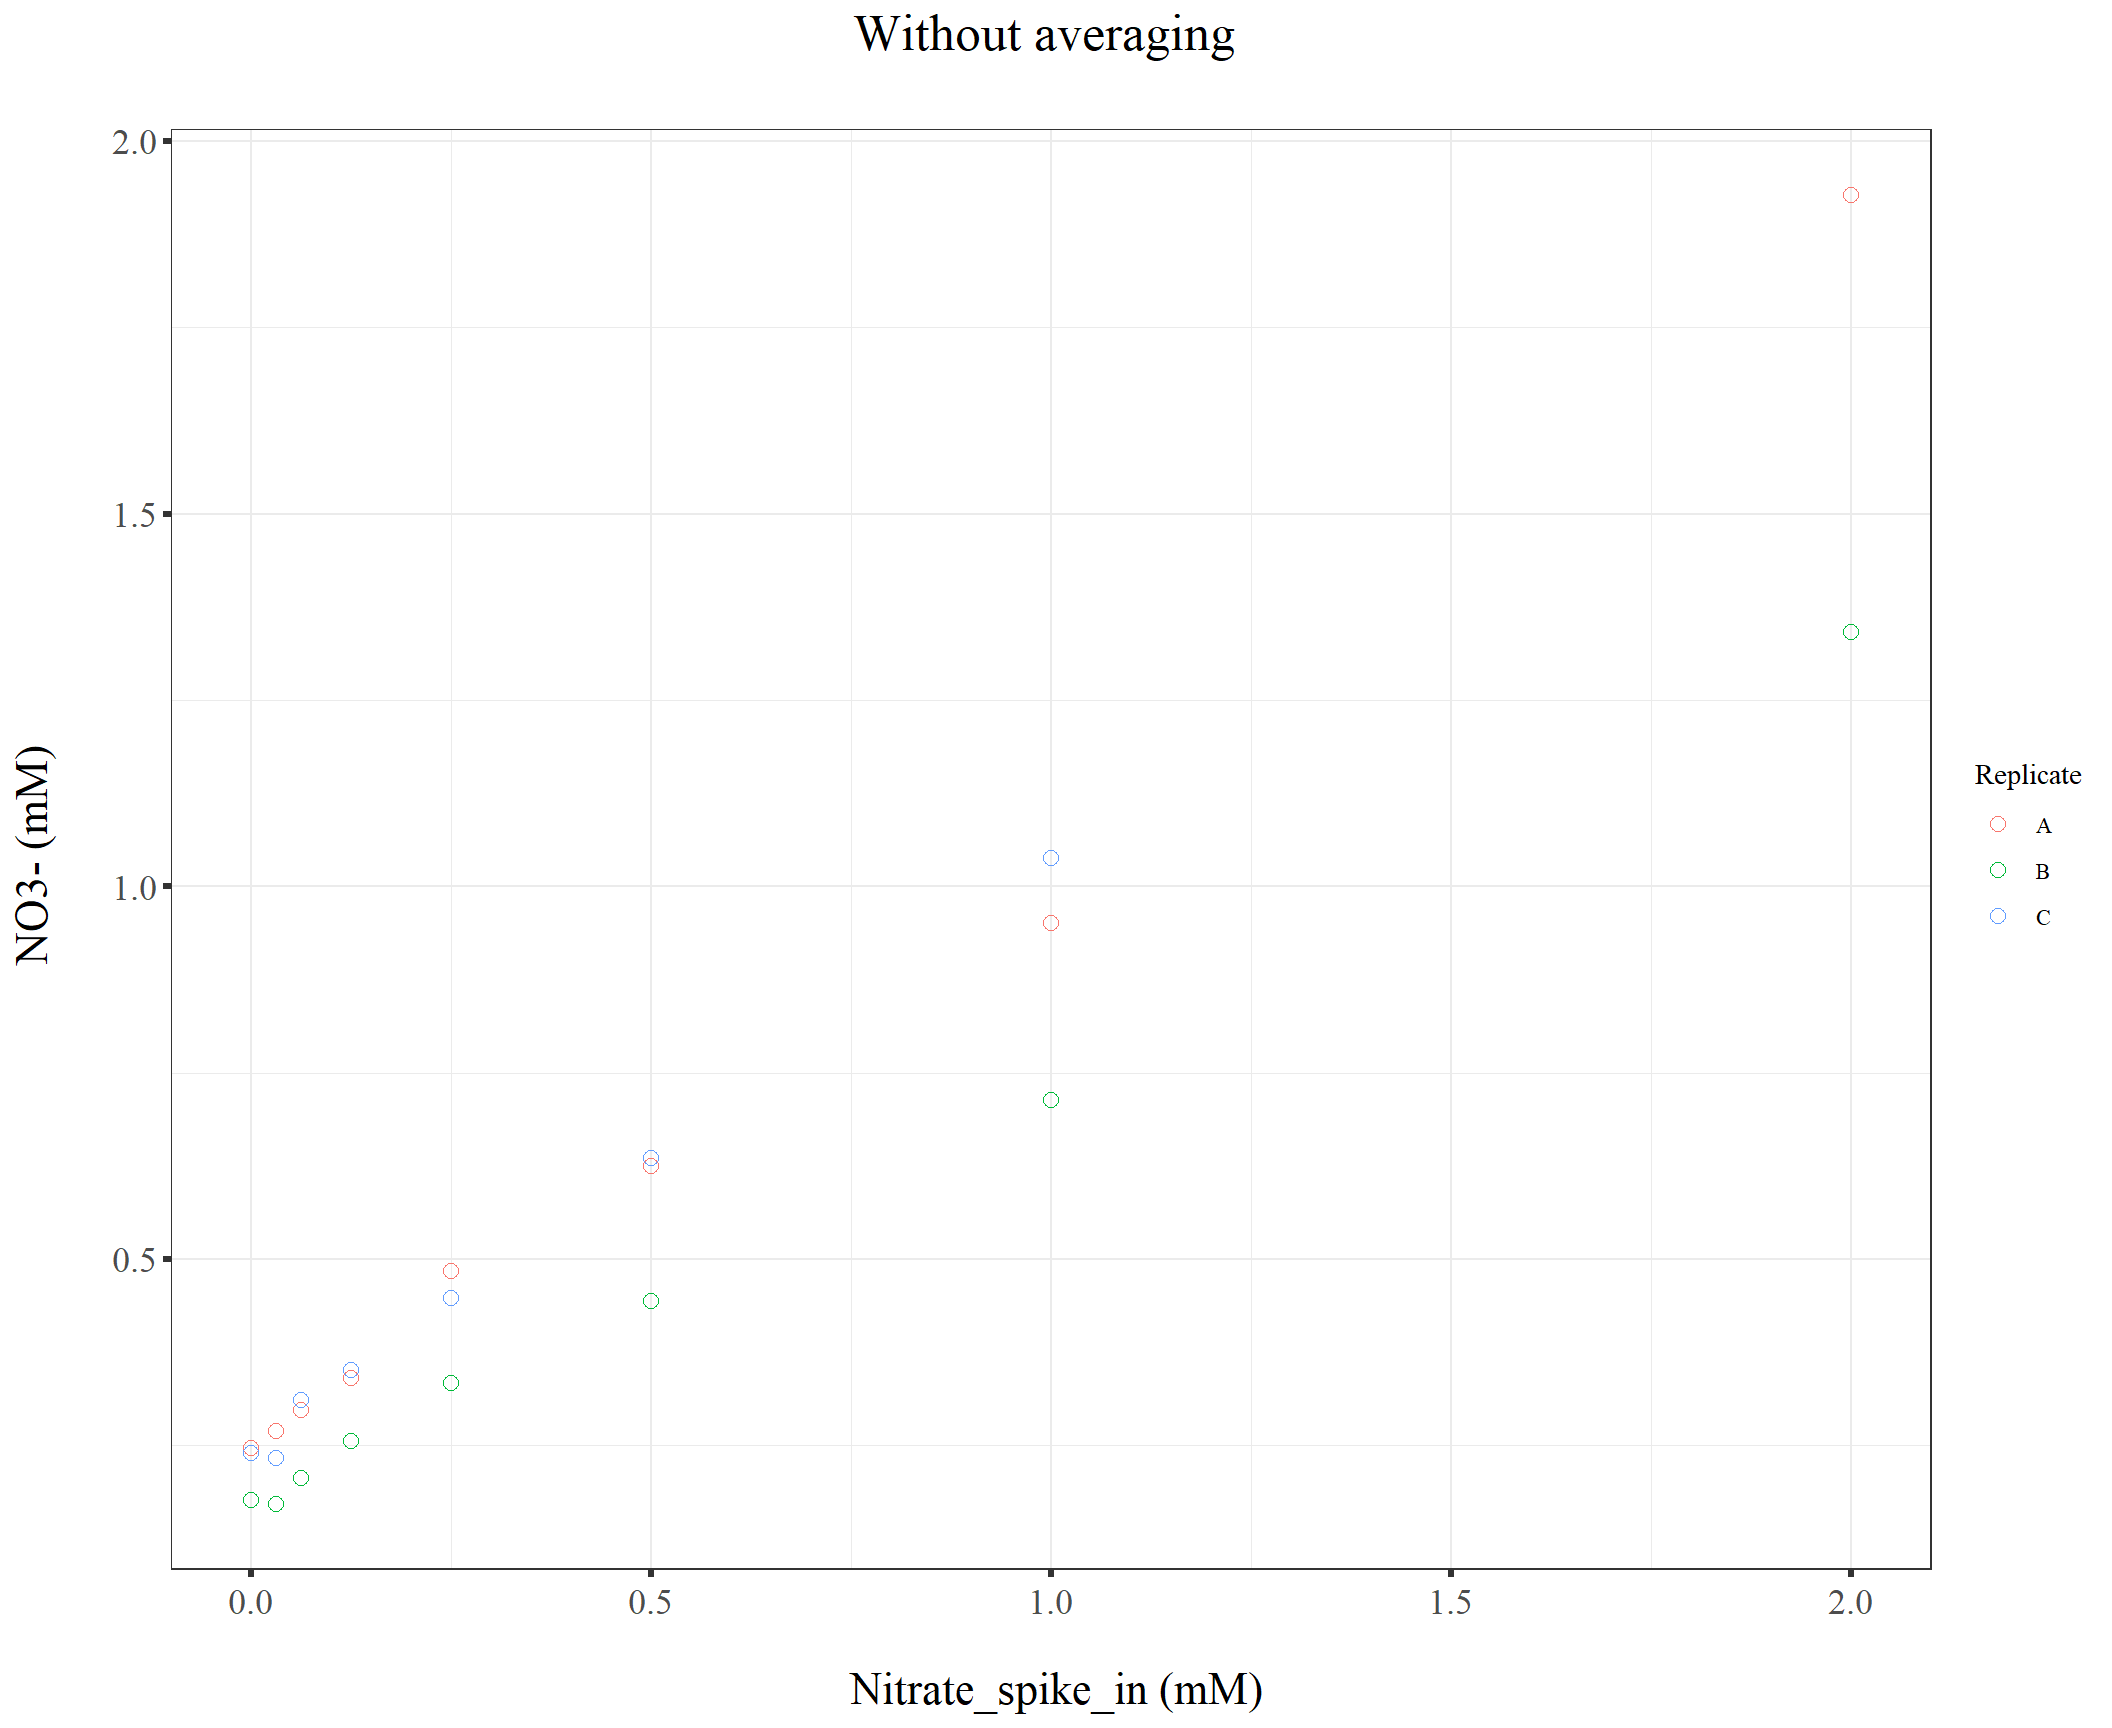 Without averaging
NO3- (mM)
2.0
1.5
1.0
0.5
0.0
0.5
1.0
1.5
2.0
Nitrate_spike_in (mM)
Replicate
A
B
C